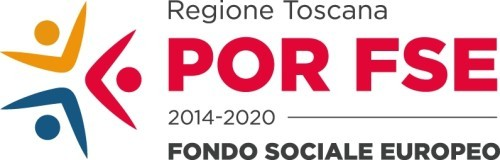 Regione Toscana
POR FSE
2014-2020
FONDO SOCIALE EUROPEO